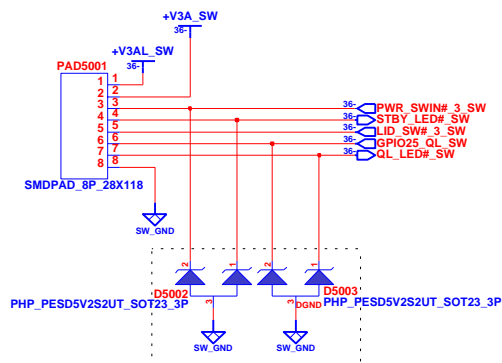 +V3A_SW
36-
+V3AL_SW
36-
PAD5001
1 1
2 2
3 3
4 4
5 5
6 6
7 7
8 8
SMDPAD_8P_28X118
36- PWR_SWIN#_3_SW
36- STBY_LED#_SW
36- LID_SW#_3_SW
36- GPIO25_QL_SW
36- QL_LED#_SW
SW_GND
2 1 2 1
D5002 D5003
PHP_PESD5V2S2UT_SOT23_3P PHP_PESD5V2S2UT_SOT23_3P
3 3 DGND
SW_GND SW_GND